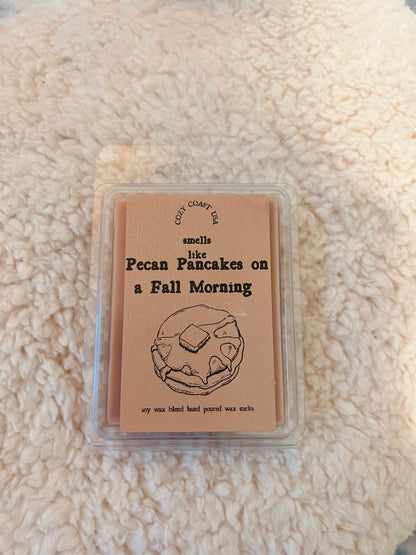 COZY COAST USA
smells
like
Pecan Pancakes on
a Fall Morning
soy wax blend hand poured wax melts